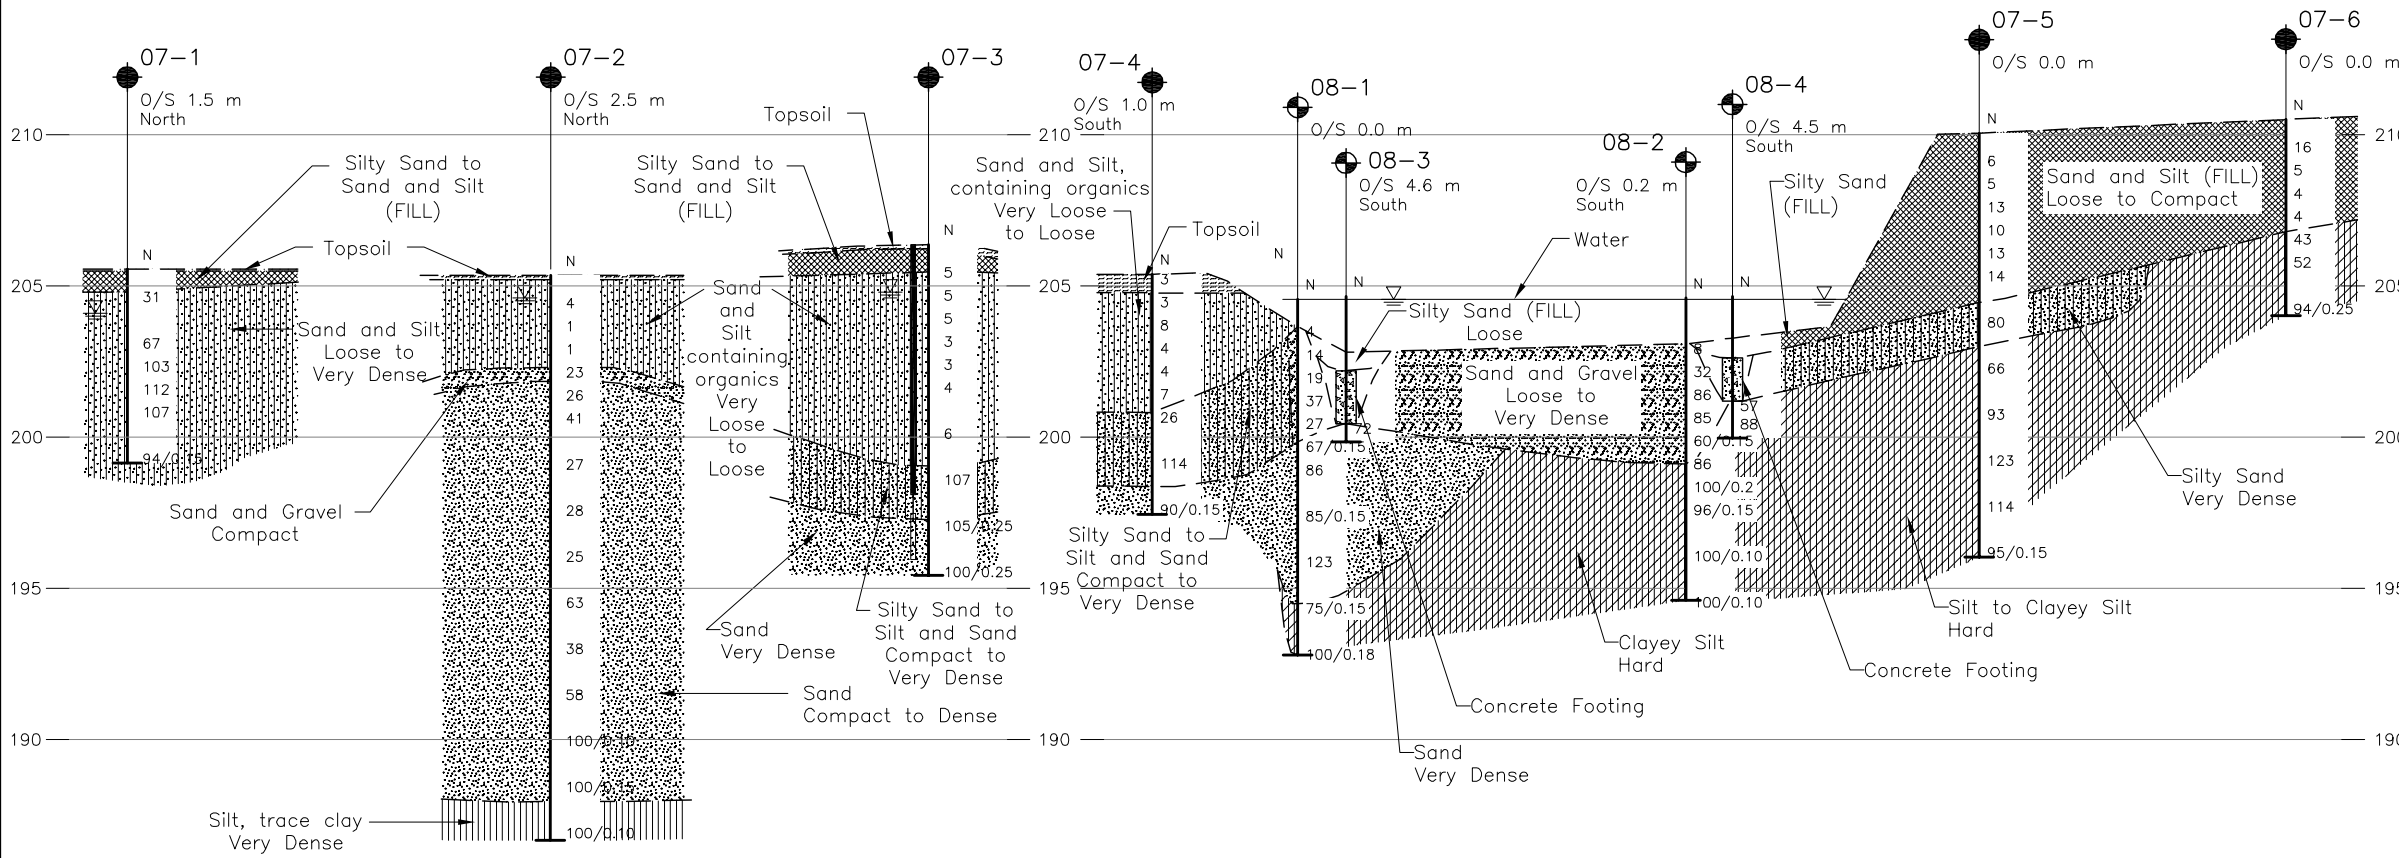 07-1
O/S 1.5 m
North
07-2
O/S 2.5 m
North
07-3
07-4
O/S 1.0 m
South
08-1
O/S 0.0 m
08-3
O/S 4.6 m
South
08-2
O/S 0.2 m
South
08-4
O/S 4.5 m
South
07-5
O/S 0.0 m
07-6
O/S 0.0 m
210
205
200
195
190
210
205
200
195
190
210
205
200
195
190
Silty Sand to
Sand and Silt
(FILL)
Topsoil
N
31
67
103
112
107
94/0.15
Sand and Silt
Loose to
Very Dense
Sand and Gravel
Compact
Silt, trace clay
Very Dense
N
4
1
1
23
26
41
27
28
25
63
38
58
100/0.10
100/0.15
100/0.10
Topsoil
Silty Sand to
Sand and Silt
(FILL)
Sand
and
Silt
containing
organics
Very
Loose
to
Loose
N
5
5
5
3
3
4
6
107
105/0.25
100/0.25
Sand
Very Dense
Silty Sand to
Silt and Sand
Compact to
Very Dense
Sand
Compact to Dense
Sand and Silt,
containing organics
Very Loose
to Loose
Topsoil
N
3
3
8
4
4
7
26
114
90/0.15
Silty Sand to
Silt and Sand
Compact to
Very Dense
N
4
14
19
37
27
67/0.15
86
85/0.15
123
75/0.15
100/0.18
N
N
72
Water
Silty Sand (FILL)
Loose
Sand and Gravel
Loose to
Very Dense
Clayey Silt
Hard
Concrete Footing
Sand
Very Dense
N
8
32
86
85
60/0.15
86
100/0.2
96/0.15
100/0.10
100/0.10
N
57
88
Silty Sand
(FILL)
N
6
5
13
10
13
14
80
66
93
123
114
95/0.15
Sand and Silt (FILL)
Loose to Compact
N
16
5
4
4
43
52
94/0.25
Silty Sand
Very Dense
Silt to Clayey Silt
Hard
Concrete Footing